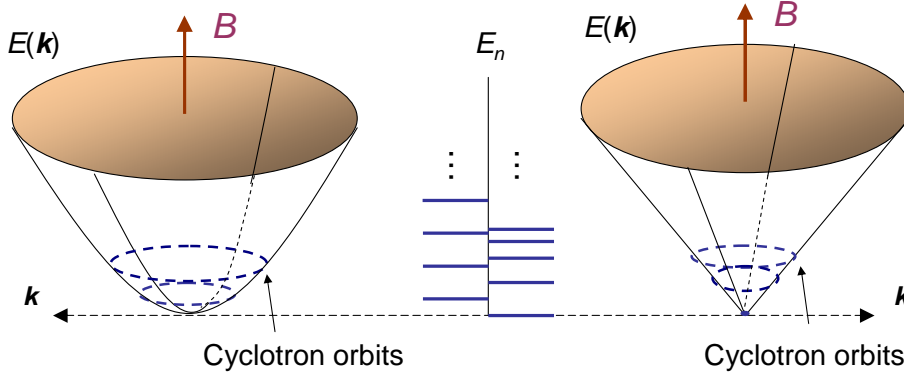 B
B
E(k)
E_n
E(k)
⋮ ⋮
k
k
Cyclotron orbits
Cyclotron orbits